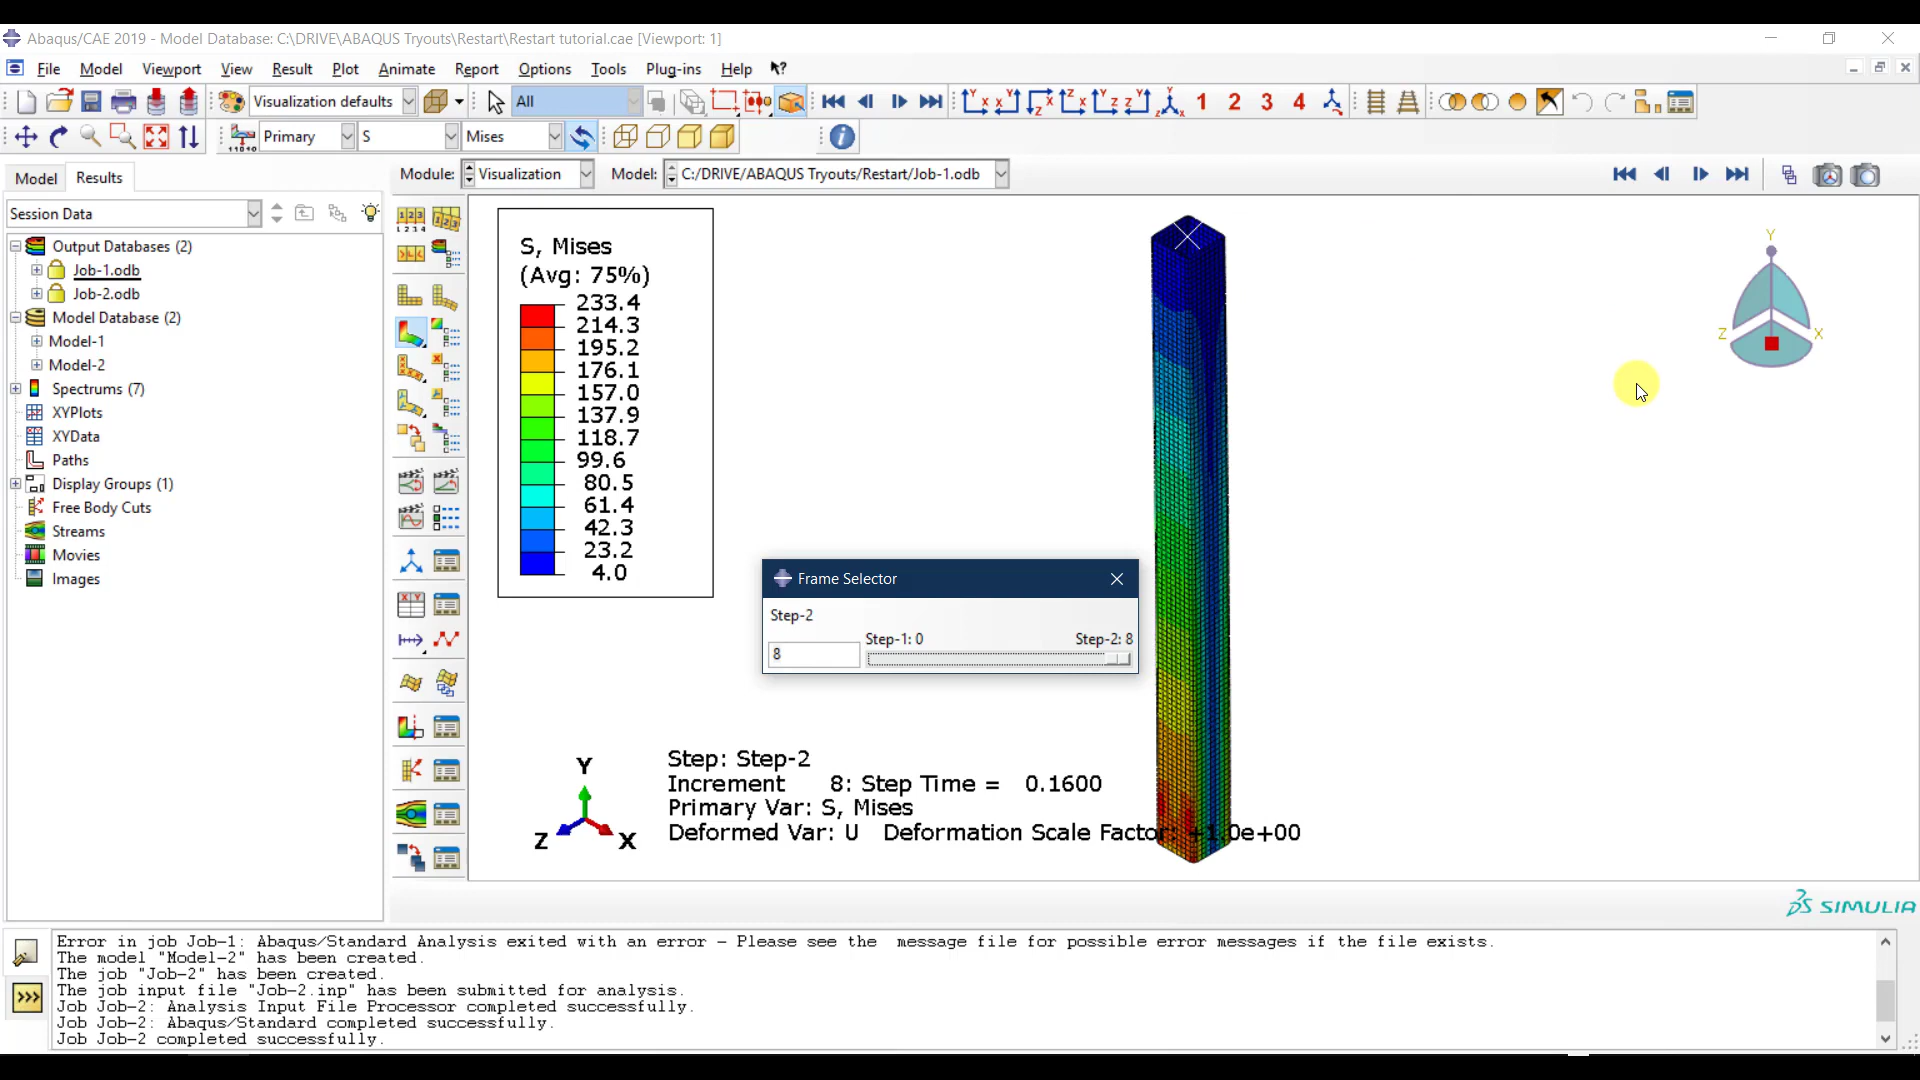 Abaqus/CAE 2019 - Model Database: C:\DRIVE\ABAQUS Tryouts\Restart\Restart tutorial.cae [Viewport: 1]
File Model Viewport View Result Plot Animate Report Options Tools Plug-ins Help
Visualization defaults All 1 2 3 4
Primary S Mises
Model Results
Module: Visualization Model: C:/DRIVE/ABAQUS Tryouts/Restart/Job-1.odb
Session Data
Output Databases (2)
Job-1.odb
Job-2.odb
Model Database (2)
Model-1
Model-2
Spectrums (7)
XYPlots
XYData
Paths
Display Groups (1)
Free Body Cuts
Streams
Movies
Images
S, Mises
(Avg: 75%)
233.4
214.3
195.2
176.1
157.0
137.9
118.7
99.6
80.5
61.4
42.3
23.2
4.0
Y
Z X
Frame Selector
Step-2
Step-1: 0 Step-2: 8
8
Y
Z X
Step: Step-2
Increment 8: Step Time = 0.1600
Primary Var: S, Mises
Deformed Var: U Deformation Scale Factor: +1.0e+00
SIMULIA
Error in job Job-1: Abaqus/Standard Analysis exited with an error - Please see the message file for possible error messages if the file exists.
The model "Model-2" has been created.
The job "Job-2" has been created.
The job input file "Job-2.inp" has been submitted for analysis.
Job Job-2: Analysis Input File Processor completed successfully.
Job Job-2: Abaqus/Standard completed successfully.
Job Job-2 completed successfully.